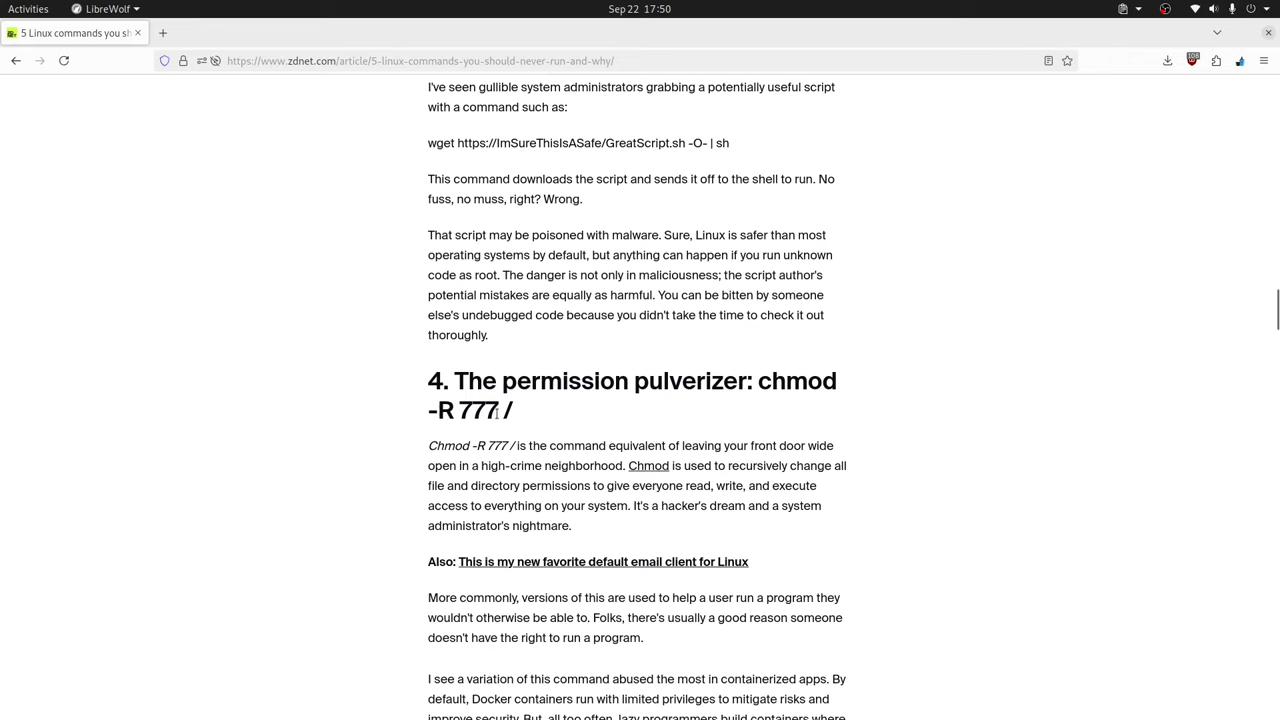 Activities
LibreWolf
Sep 22 17:50
5 Linux commands you sh
https://www.zdnet.com/article/5-linux-commands-you-should-never-run-and-why/
108
I've seen gullible system administrators grabbing a potentially useful script
with a command such as:
wget https://ImSureThisIsASafe/GreatScript.sh -O- | sh
This command downloads the script and sends it off to the shell to run. No
fuss, no muss, right? Wrong.
That script may be poisoned with malware. Sure, Linux is safer than most
operating systems by default, but anything can happen if you run unknown
code as root. The danger is not only in maliciousness; the script author's
potential mistakes are equally as harmful. You can be bitten by someone
else's undebugged code because you didn't take the time to check it out
thoroughly.
4. The permission pulverizer: chmod
-R 777 /
Chmod -R 777 / is the command equivalent of leaving your front door wide
open in a high-crime neighborhood. Chmod is used to recursively change all
file and directory permissions to give everyone read, write, and execute
access to everything on your system. It's a hacker's dream and a system
administrator's nightmare.
Also: This is my new favorite default email client for Linux
More commonly, versions of this are used to help a user run a program they
wouldn't otherwise be able to. Folks, there's usually a good reason someone
doesn't have the right to run a program.
I see a variation of this command abused the most in containerized apps. By
default, Docker containers run with limited privileges to mitigate risks and
improve security. But, all too often, lazy programmers build containers where